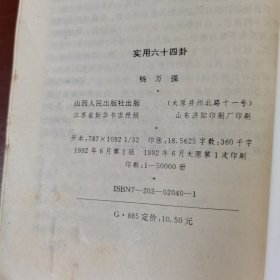 实用六十四卦
杨万强
山西人民出版社出版 （太原并州北路十一号）
江苏省新华书店经销 山东济阳印刷厂印刷
开本：787×1092 1/32 印张：18.5625 字数：360千字
1992年6月第1版 1992年6月太原第1次印刷
印数：1—50000册
ISBN7—203—02040—1
G·885 定价：10.50元